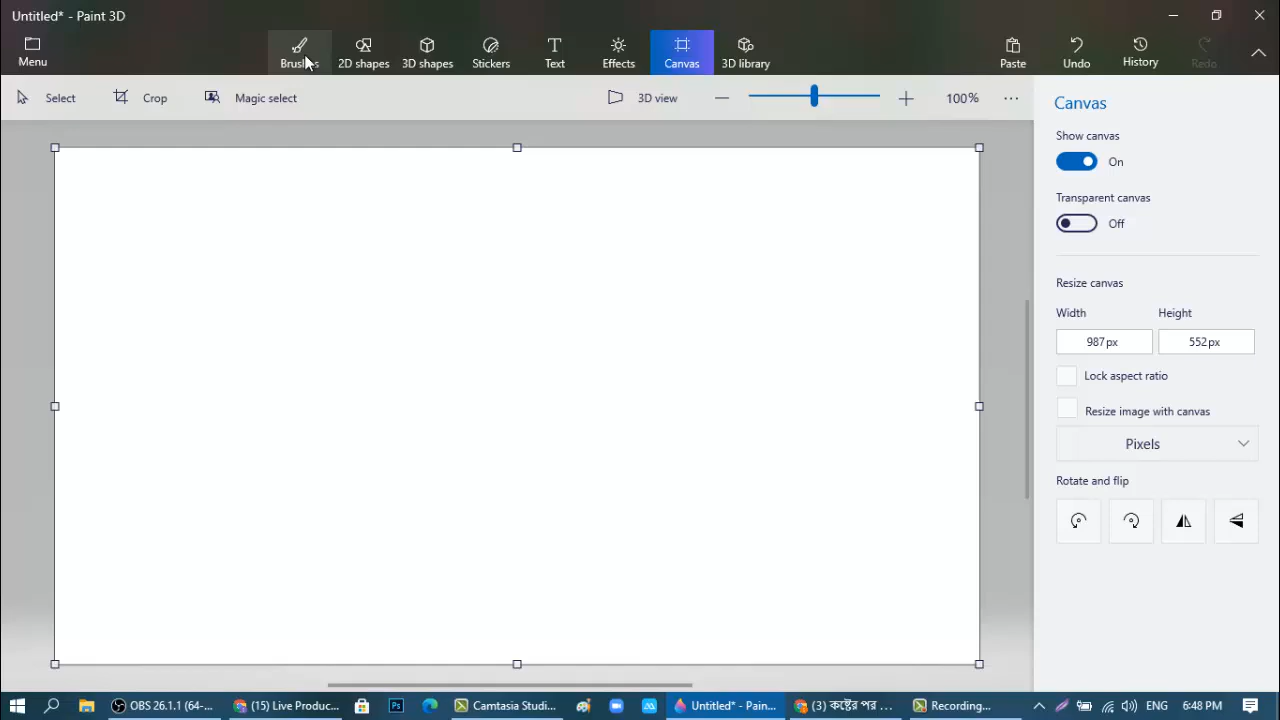 Untitled* - Paint 3D
Menu
Brushes
2D shapes
3D shapes
Stickers
Text
Effects
Canvas
3D library
Paste
Undo
History
Redo
Select
Crop
Magic select
3D view
100%
Canvas
Show canvas
On
Transparent canvas
Off
Resize canvas
Width Height
987px 552px
Lock aspect ratio
Resize image with canvas
Pixels
Rotate and flip
OBS 26.1.1 (64-...
(15) Live Produc...
Ps
Camtasia Studi...
Untitled* - Pain...
(3) কষ্টের পর ...
Recording...
ENG
6:48 PM